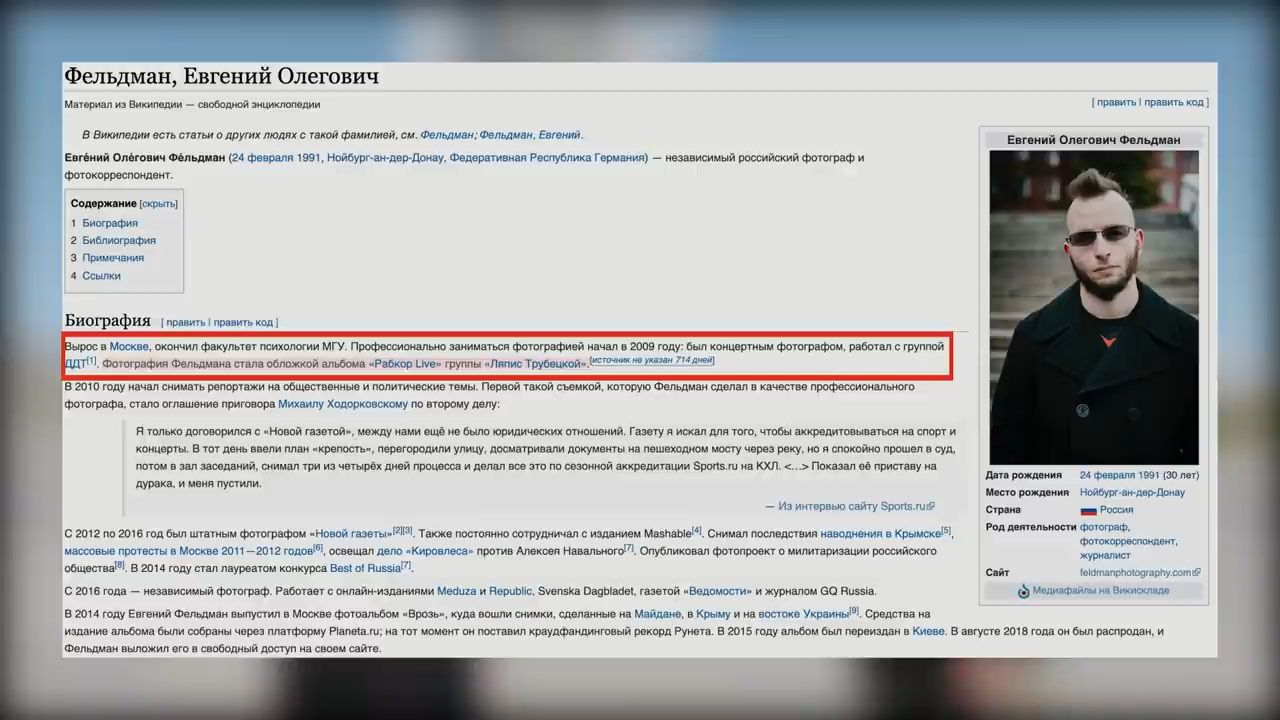 Фельдман, Евгений Олегович
Материал из Википедии — свободной энциклопедии
[ править | править код ]
В Википедии есть статьи о других людях с такой фамилией, см. Фельдман; Фельдман, Евгений.
Евге́ний Оле́гович Фе́льдман (24 февраля 1991, Нойбург-ан-дер-Донау, Федеративная Республика Германия) — независимый российский фотограф и
фотокорреспондент.
Содержание [скрыть]
1 Биография
2 Библиография
3 Примечания
4 Ссылки
Биография [ править | править код ]
Вырос в Москве, окончил факультет психологии МГУ. Профессионально заниматься фотографией начал в 2009 году: был концертным фотографом, работал с группой
ДДТ[1]. Фотография Фельдмана стала обложкой альбома «Рабкор Live» группы «Ляпис Трубецкой».[источник не указан 714 дней]
В 2010 году начал снимать репортажи на общественные и политические темы. Первой такой съемкой, которую Фельдман сделал в качестве профессионального
фотографа, стало оглашение приговора Михаилу Ходорковскому по второму делу:
Я только договорился с «Новой газетой», между нами ещё не было юридических отношений. Газету я искал для того, чтобы аккредитовываться на спорт и
концерты. В тот день ввели план «крепость», перегородили улицу, досматривали документы на пешеходном мосту через реку, но я спокойно прошел в суд,
потом в зал заседаний, снимал три из четырёх дней процесса и делал все это по сезонной аккредитации Sports.ru на КХЛ. <...> Показал её приставу на
дурака, и меня пустили.
— Из интервью сайту Sports.ru
С 2012 по 2016 год был штатным фотографом «Новой газеты»[2][3]. Также постоянно сотрудничал с изданием Mashable[4]. Снимал последствия наводнения в Крымске[5],
массовые протесты в Москве 2011—2012 годов[6], освещал дело «Кировлеса» против Алексея Навального[7]. Опубликовал фотопроект о милитаризации российского
общества[8]. В 2014 году стал лауреатом конкурса Best of Russia[7].
С 2016 года — независимый фотограф. Работает с онлайн-изданиями Meduza и Republic, Svenska Dagbladet, газетой «Ведомости» и журналом GQ Russia.
В 2014 году Евгений Фельдман выпустил в Москве фотоальбом «Врозь», куда вошли снимки, сделанные на Майдане, в Крыму и на востоке Украины[9]. Средства на
издание альбома были собраны через платформу Planeta.ru; на тот момент он поставил краудфандинговый рекорд Рунета. В 2015 году альбом был переиздан в Киеве. В августе 2018 года он был распродан, и
Фельдман выложил его в свободный доступ на своем сайте.
Евгений Олегович Фельдман
Дата рождения 24 февраля 1991 (30 лет)
Место рождения Нойбург-ан-дер-Донау
Страна Россия
Род деятельности фотограф,
фотокорреспондент,
журналист
Сайт feldmanphotography.com
Медиафайлы на Викискладе